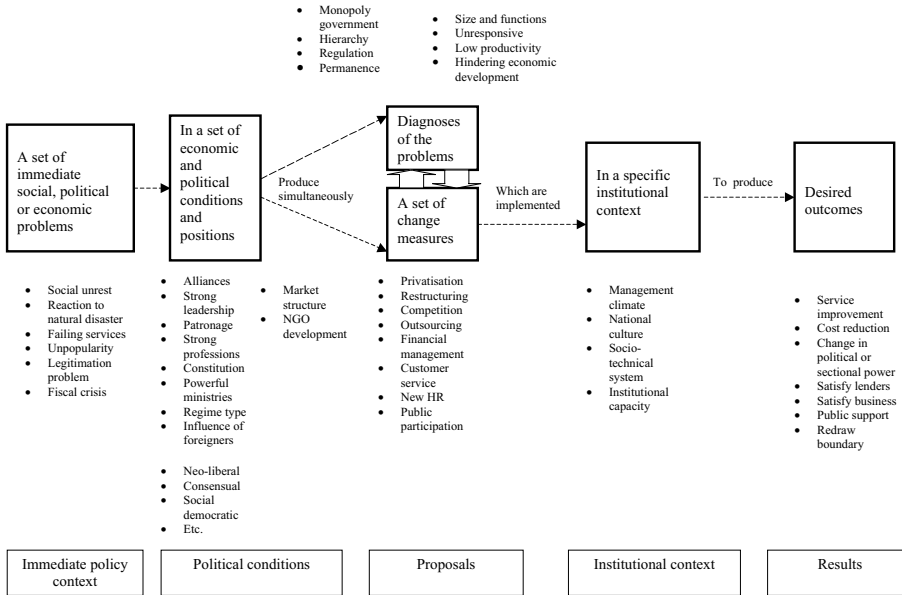 • Monopoly
government
• Hierarchy
• Regulation
• Permanence
• Size and functions
• Unresponsive
• Low productivity
• Hindering economic
development
A set of
immediate
social, political
or economic
problems
In a set of
economic
and
political
conditions
and
positions
Produce
simultaneously
Diagnoses
of the
problems
A set of
change
measures
Which are
implemented
In a specific
institutional
context
To produce
Desired
outcomes
• Social unrest
• Reaction to
natural disaster
• Failing services
• Unpopularity
• Legitimation
problem
• Fiscal crisis
• Alliances
• Strong
leadership
• Patronage
• Strong
professions
• Constitution
• Powerful
ministries
• Regime type
• Influence of
foreigners
• Neo-liberal
• Consensual
• Social
democratic
• Etc.
• Market
structure
• NGO
development
• Privatisation
• Restructuring
• Competition
• Outsourcing
• Financial
management
• Customer
service
• New HR
• Public
participation
• Management
climate
• National
culture
• Socio-
technical
system
• Institutional
capacity
• Service
improvement
• Cost reduction
• Change in
political or
sectional power
• Satisfy lenders
• Satisfy business
• Public support
• Redraw
boundary
Immediate policy
context
Political conditions
Proposals
Institutional context
Results